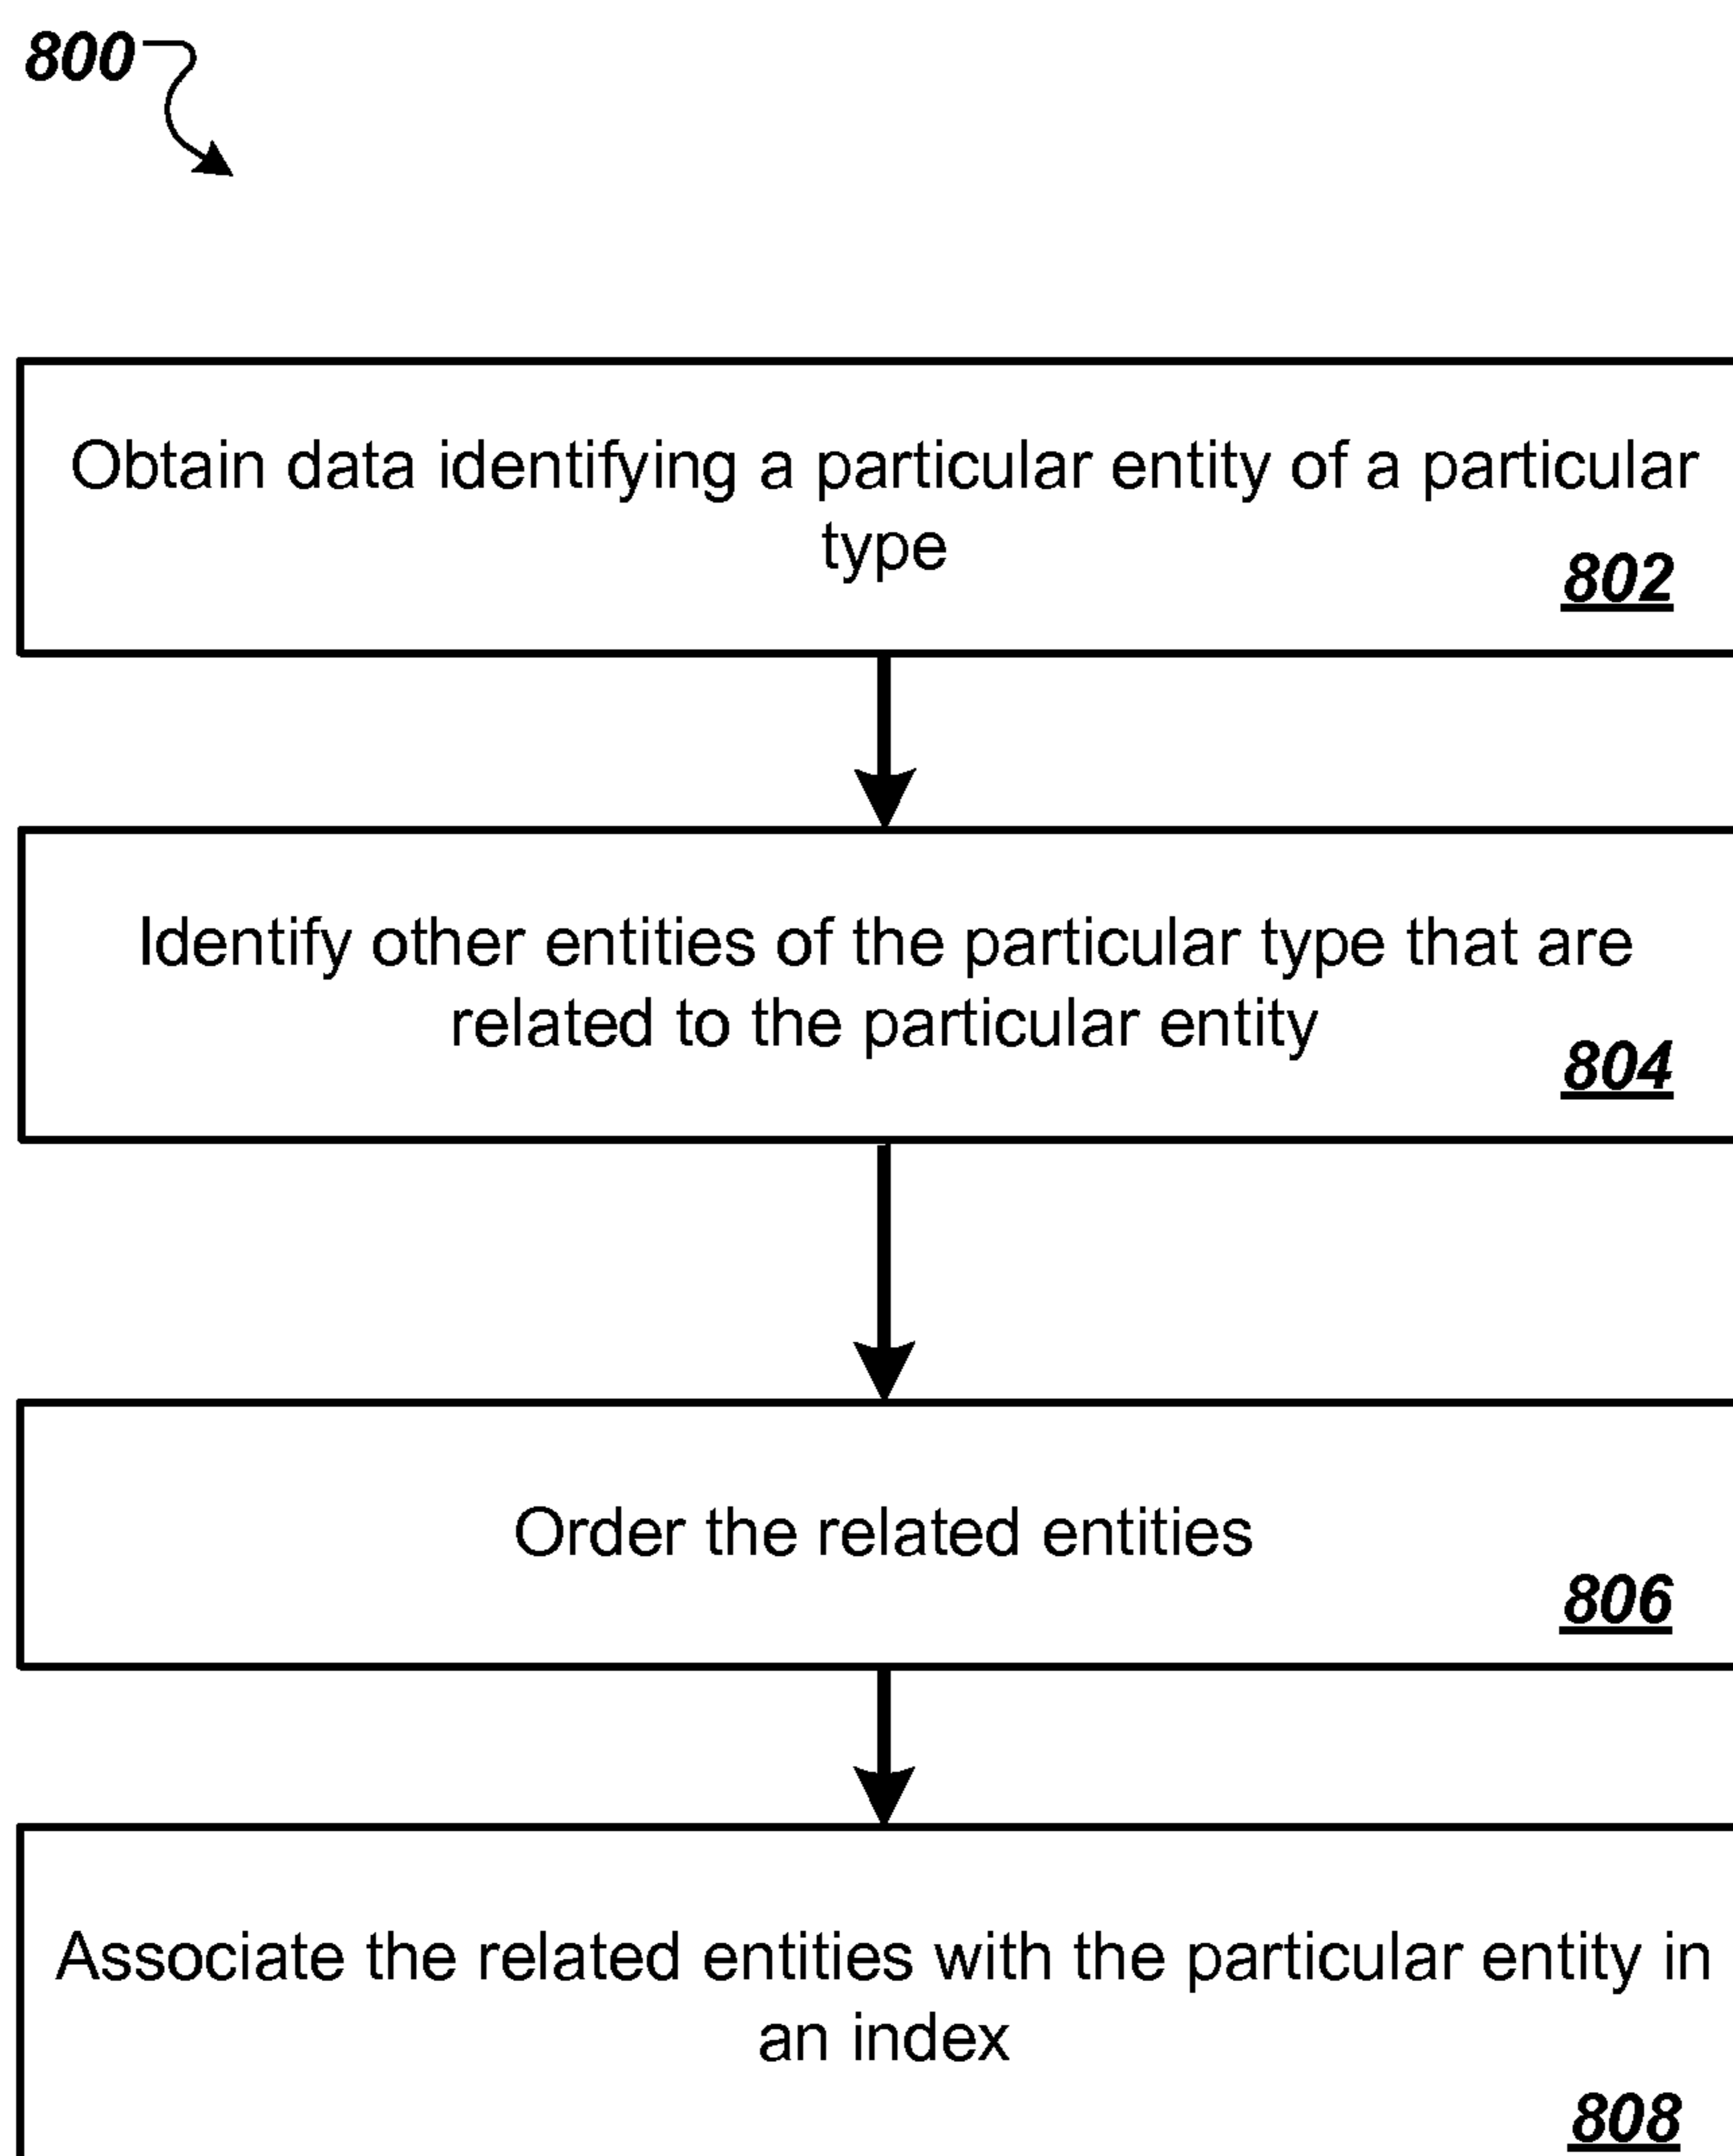 800
Obtain data identifying a particular entity of a particular
type
802
Identify other entities of the particular type that are
related to the particular entity
804
Order the related entities
806
Associate the related entities with the particular entity in
an index
808